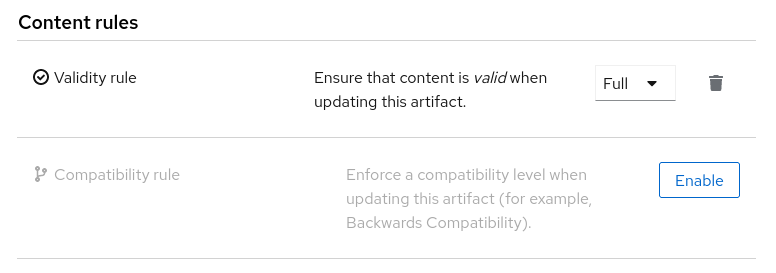 Content rules
Validity rule
Ensure that content is valid when
updating this artifact.
Full
Compatibility rule
Enforce a compatibility level when
updating this artifact (for example,
Backwards Compatibility).
Enable